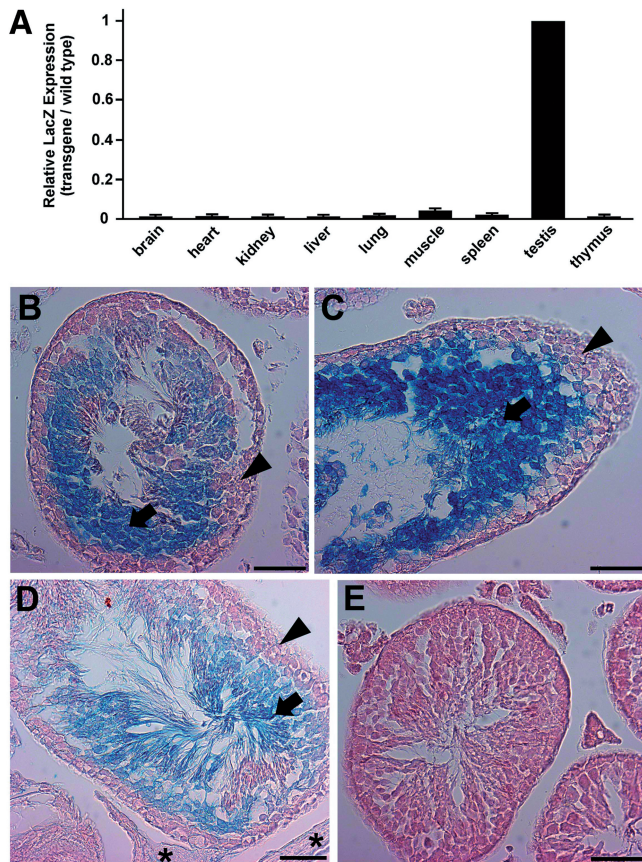 A
Relative LacZ Expression
(transgene / wild type)
1
0.8
0.6
0.4
0.2
0
brain
heart
kidney
liver
lung
muscle
spleen
testis
thymus
B
C
D
*
*
E